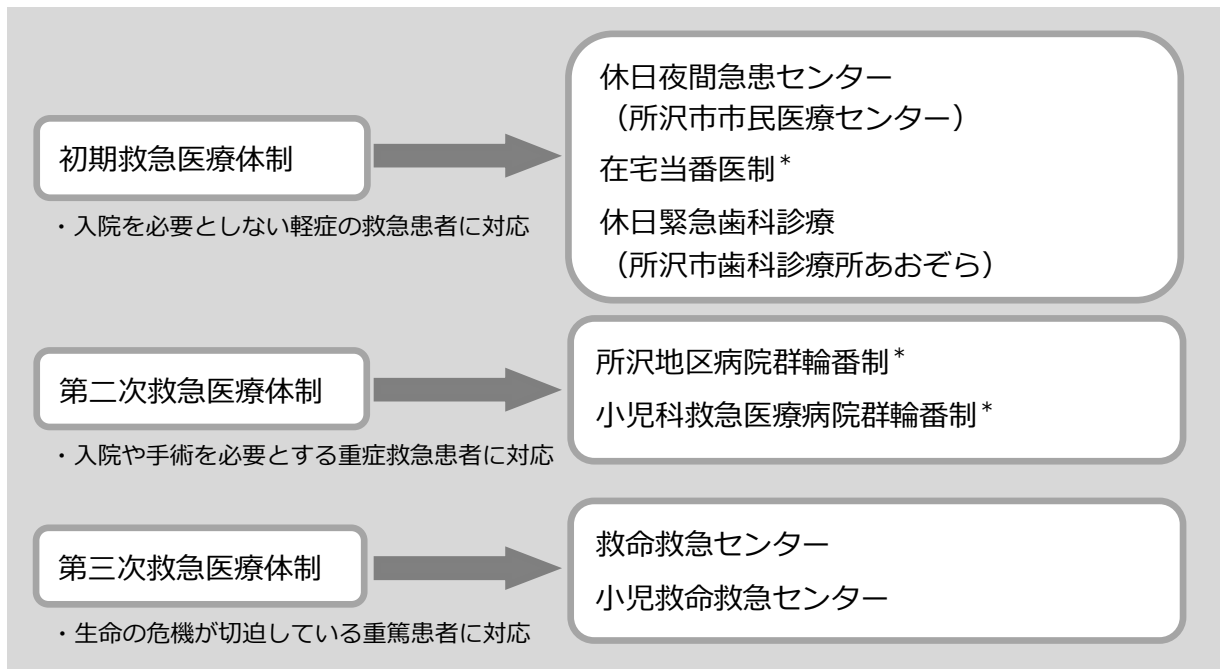 初期救急医療体制
・入院を必要としない軽症の救急患者に対応
休日夜間急患センター
（所沢市市民医療センター）
在宅当番医制*
休日緊急歯科診療
（所沢市歯科診療所あおぞら）
第二次救急医療体制
・入院や手術を必要とする重症救急患者に対応
所沢地区病院群輪番制*
小児科救急医療病院群輪番制*
第三次救急医療体制
・生命の危機が切迫している重篤患者に対応
救命救急センター
小児救命救急センター